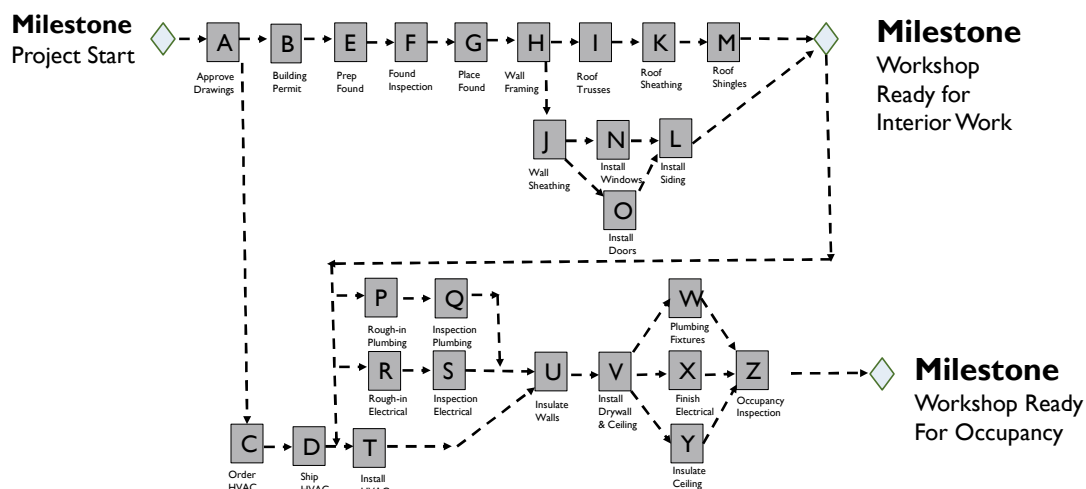 Milestone
Project Start
A
B
E
F
G
H
I
K
M
Milestone
Workshop
Ready for
Interior Work
Approve
Drawings
Building
Permit
Prep
Found
Found
Inspection
Place
Found
Wall
Framing
Roof
Trusses
Roof
Sheathing
Roof
Shingles
J
N
L
Wall
Sheathing
Install
Windows
Install
Siding
O
Install
Doors
P
Q
W
Rough-in
Plumbing
Inspection
Plumbing
Plumbing
Fixtures
R
S
U
V
X
Z
Rough-in
Electrical
Inspection
Electrical
Insulate
Walls
Install
Drywall
& Ceiling
Finish
Electrical
Occupancy
Inspection
Milestone
Workshop Ready
For Occupancy
C
D
T
Y
Order
HVAC
Ship
HVAC
Install
Insulate
Ceiling